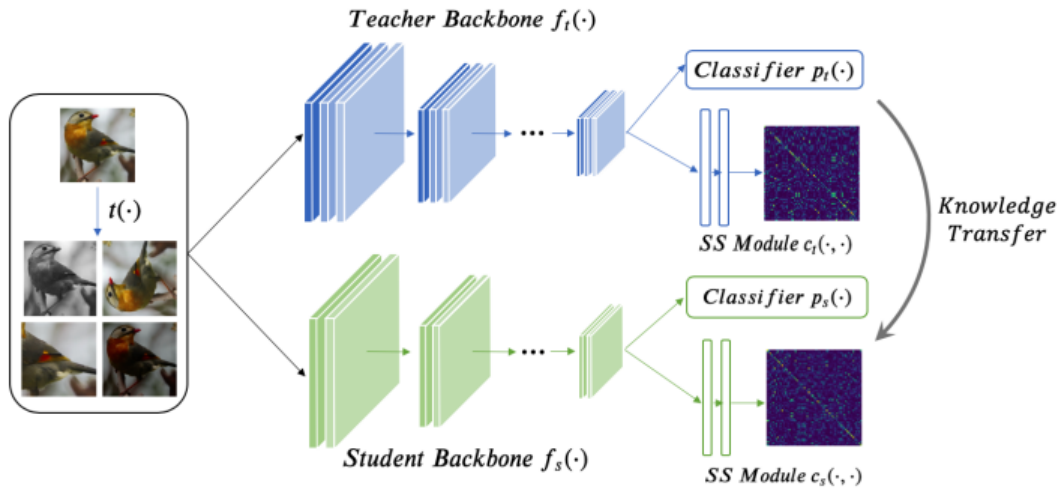 Teacher Backbone f_t(·)
Classifier p_t(·)
t(·)
SS Module c_t(·,·)
Knowledge
Transfer
Classifier p_s(·)
Student Backbone f_s(·)
SS Module c_s(·,·)